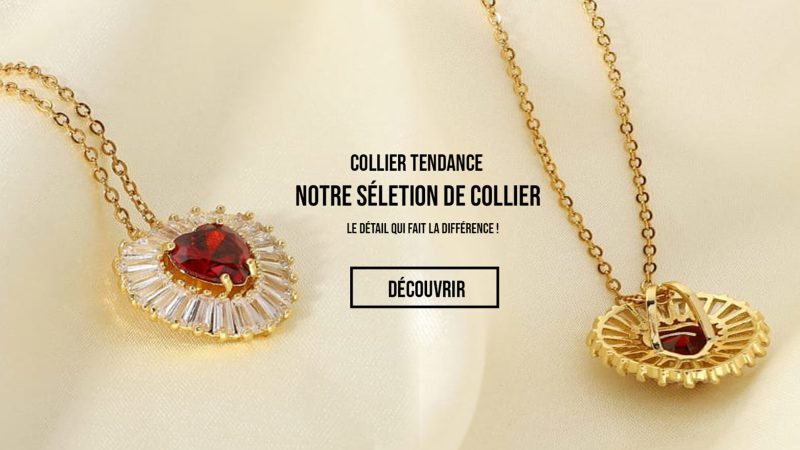 COLLIER TENDANCE
NOTRE SÉLETION DE COLLIER
LE DÉTAIL QUI FAIT LA DIFFÉRENCE !
DÉCOUVRIR